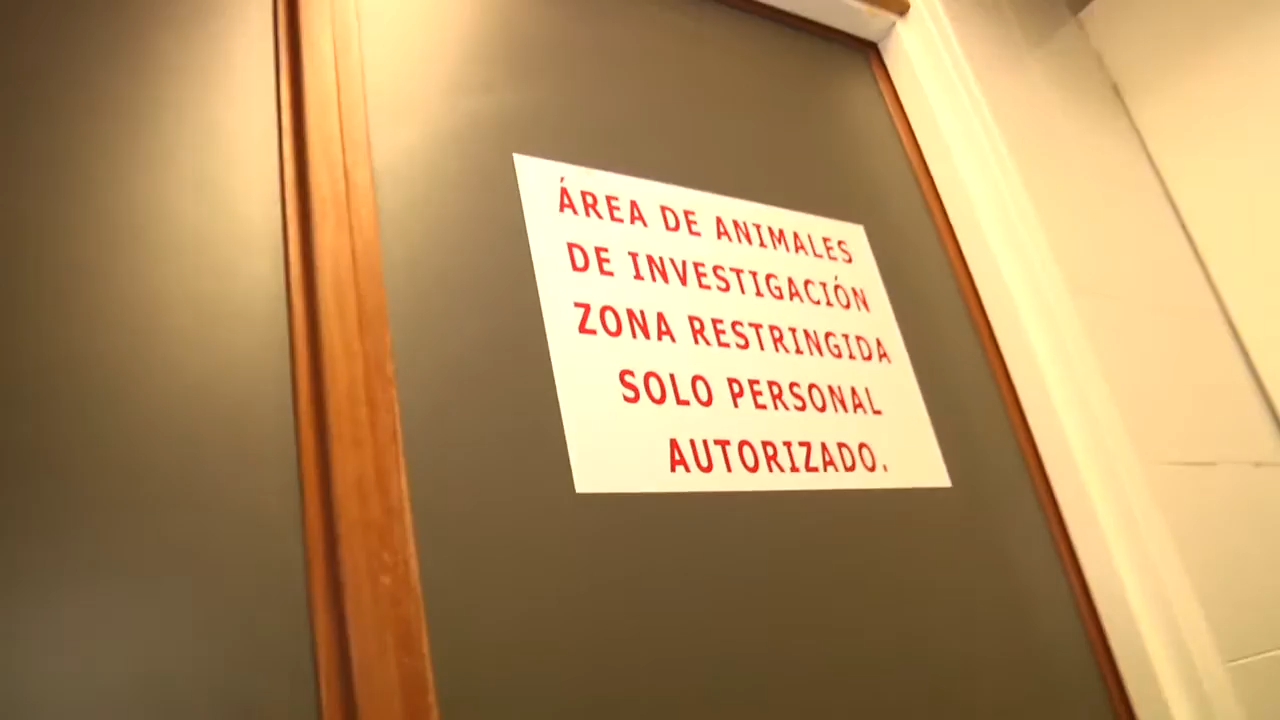 ÁREA DE ANIMALES
DE INVESTIGACIÓN
ZONA RESTRINGIDA
SOLO PERSONAL
AUTORIZADO.